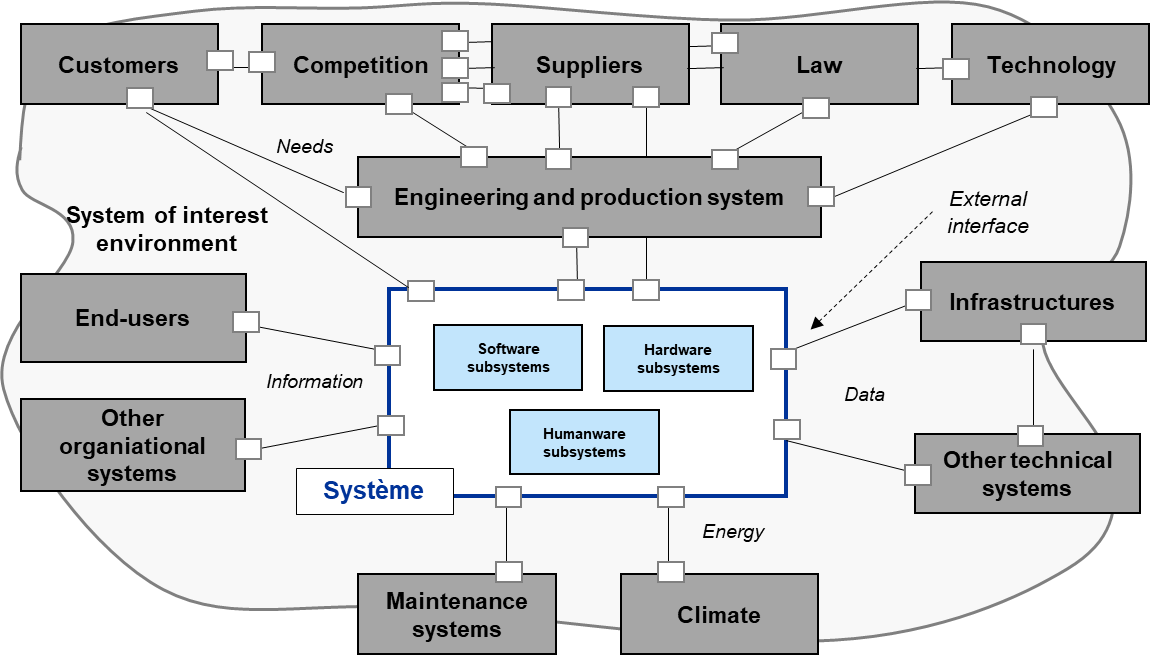 Customers
Competition
Suppliers
Law
Technology
Needs
Engineering and production system
System of interest
environment
External
interface
End-users
Infrastructures
Software
subsystems
Hardware
subsystems
Information
Data
Other
organiational
systems
Humanware
subsystems
Other technical
systems
Système
Energy
Maintenance
systems
Climate